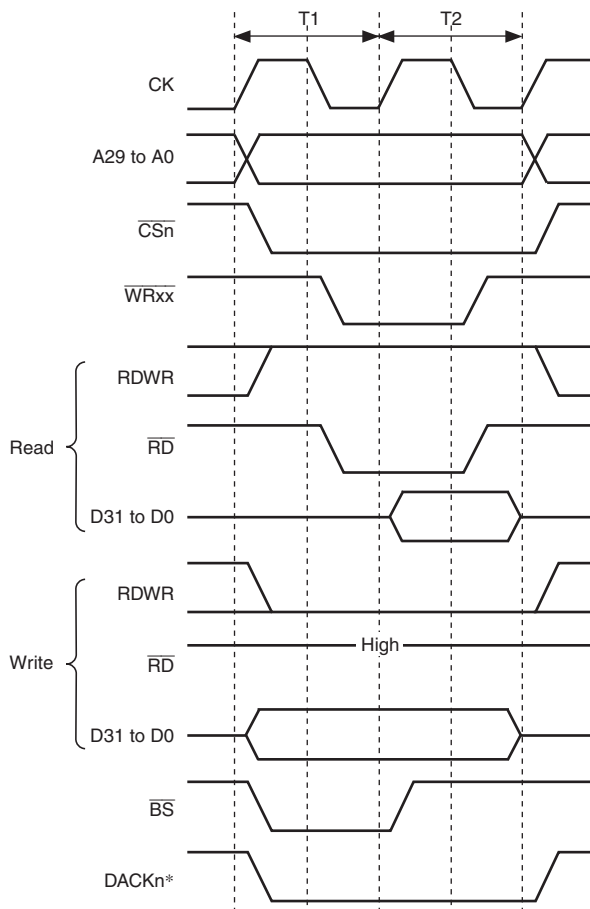 T1 T2
CK
A29 to A0
CSn
WRxx
RDWR
Read
RD
D31 to D0
RDWR
High
Write
RD
D31 to D0
BS
DACKn*